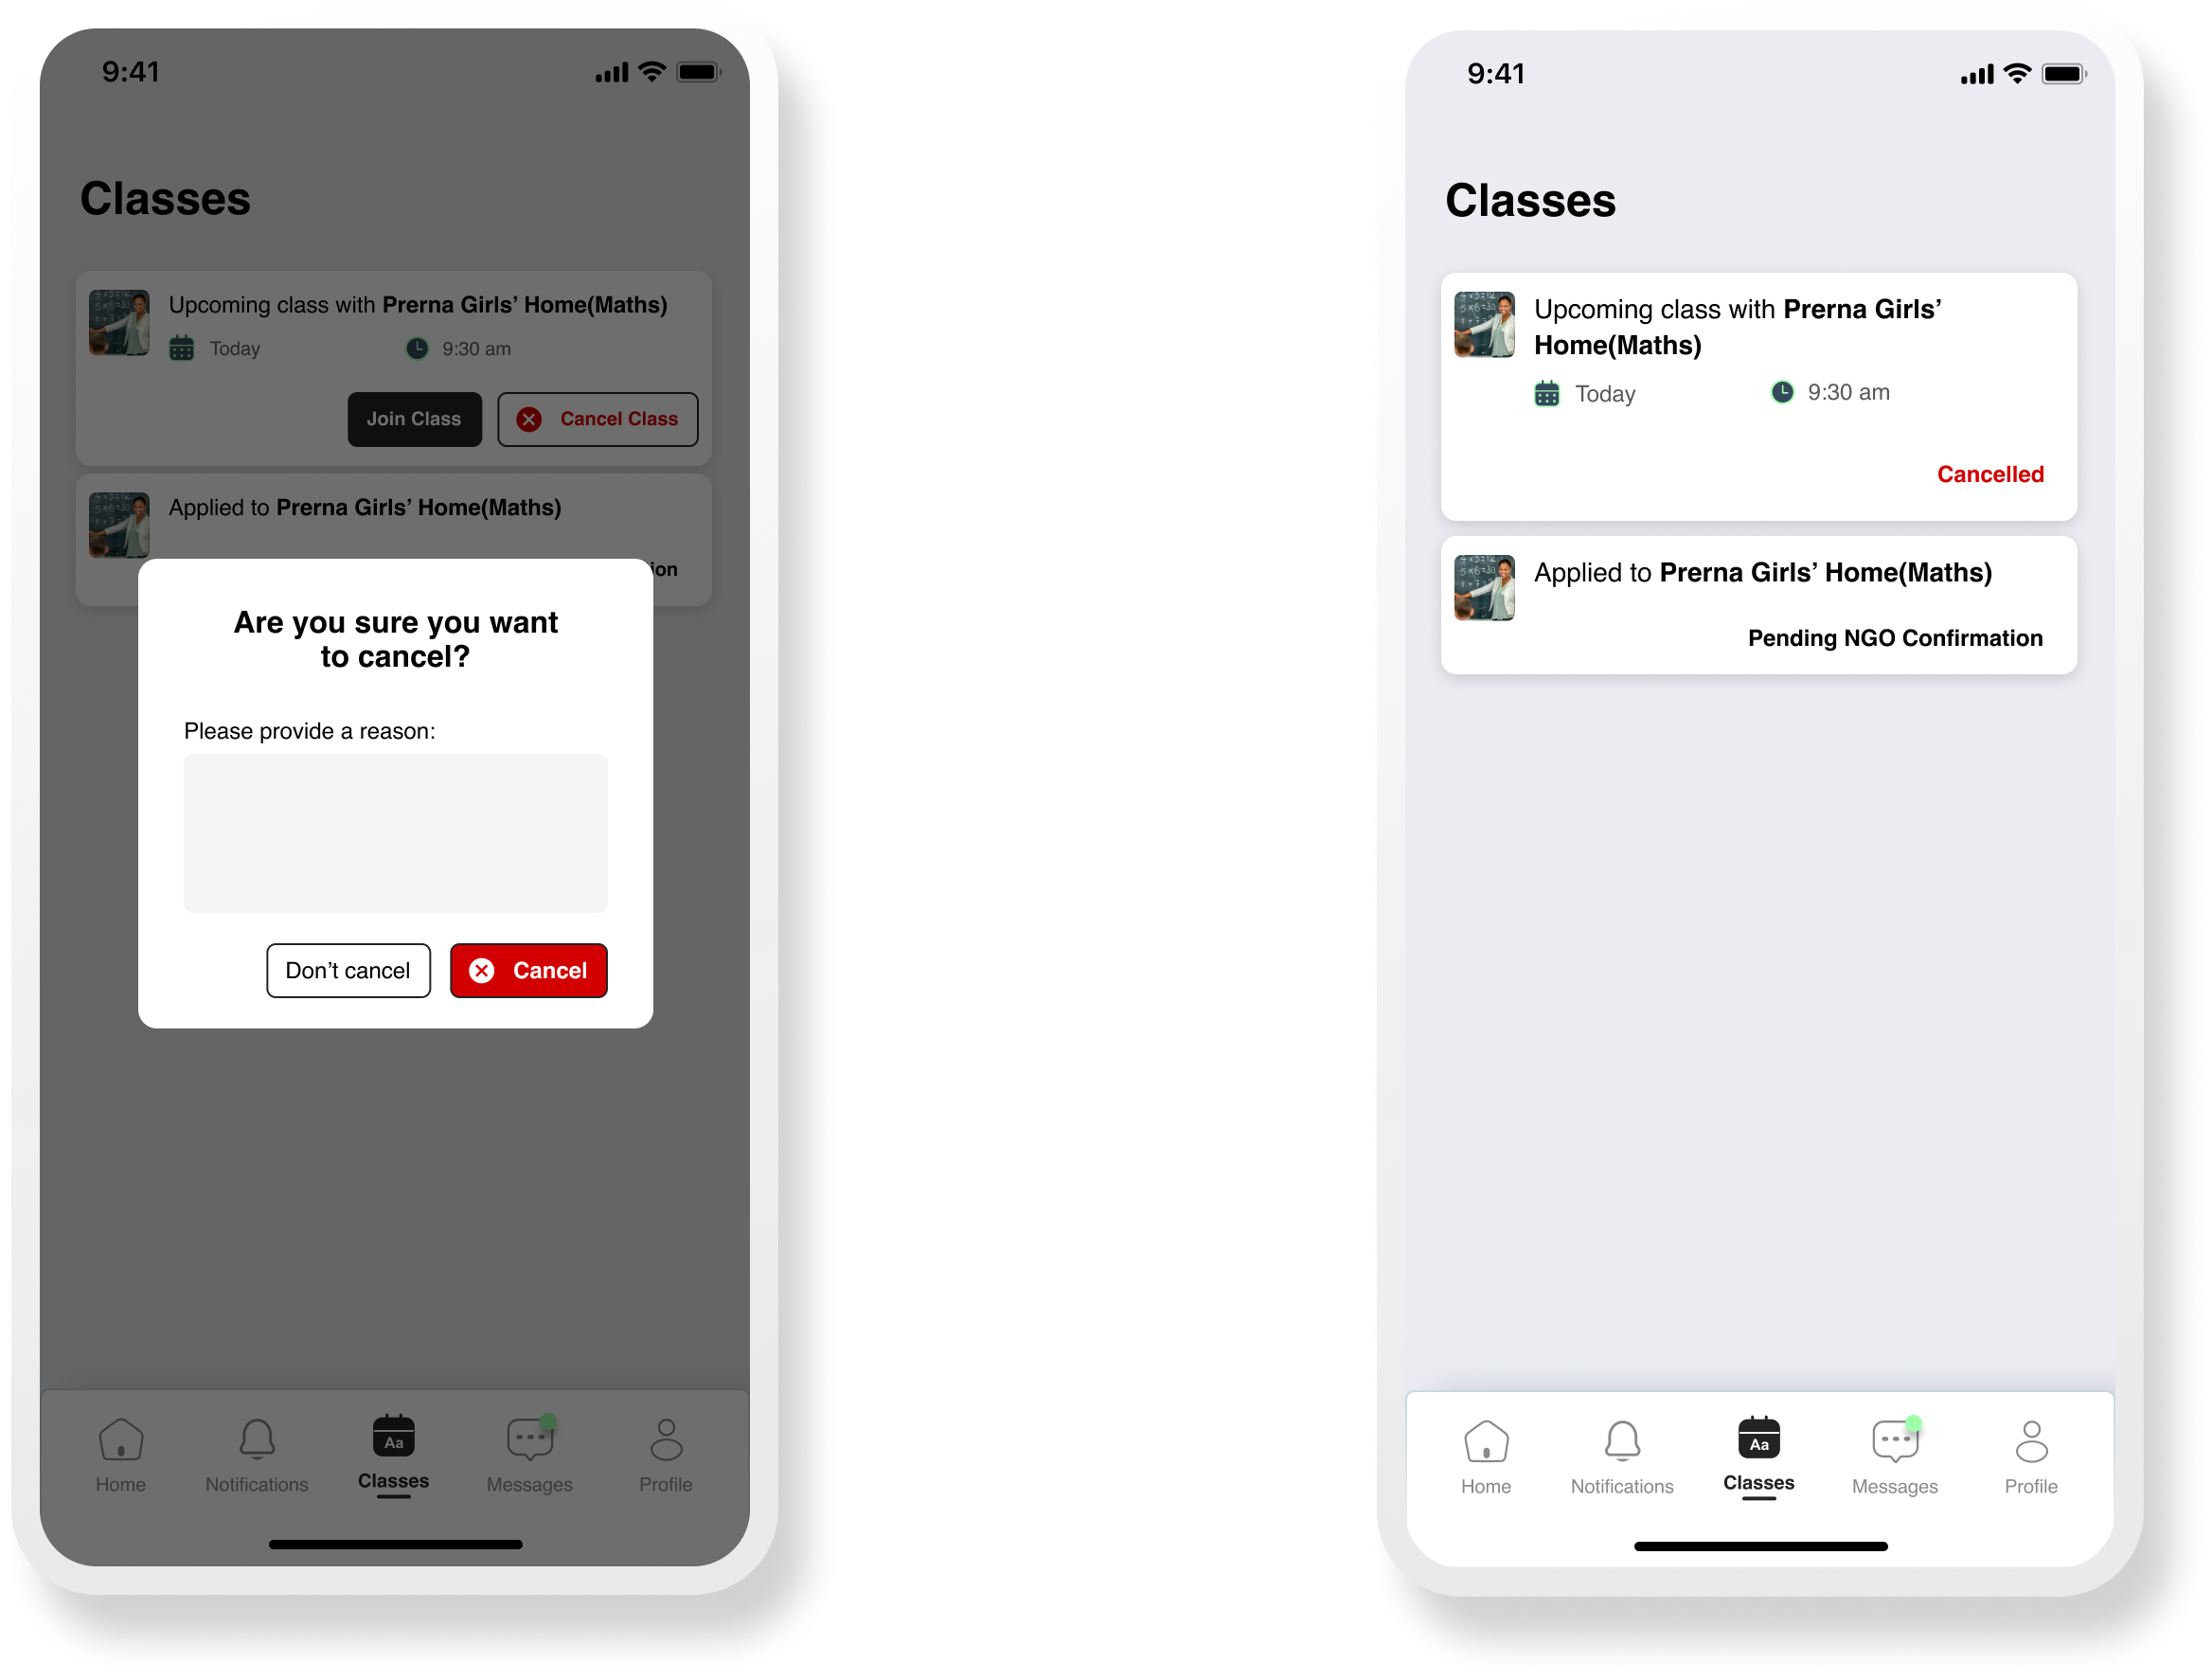 9:41
Classes
Upcoming class with Prerna Girls’ Home(Maths)
Today
9:30 am
Join Class
Cancel Class
Applied to Prerna Girls’ Home(Maths)
ion
Are you sure you want
to cancel?
Please provide a reason:
Don’t cancel
Cancel
Aa
Home
Notifications
Classes
Messages
Profile
9:41
Classes
Upcoming class with Prerna Girls’
Home(Maths)
Today
9:30 am
Cancelled
Applied to Prerna Girls’ Home(Maths)
Pending NGO Confirmation
Aa
Home
Notifications
Classes
Messages
Profile